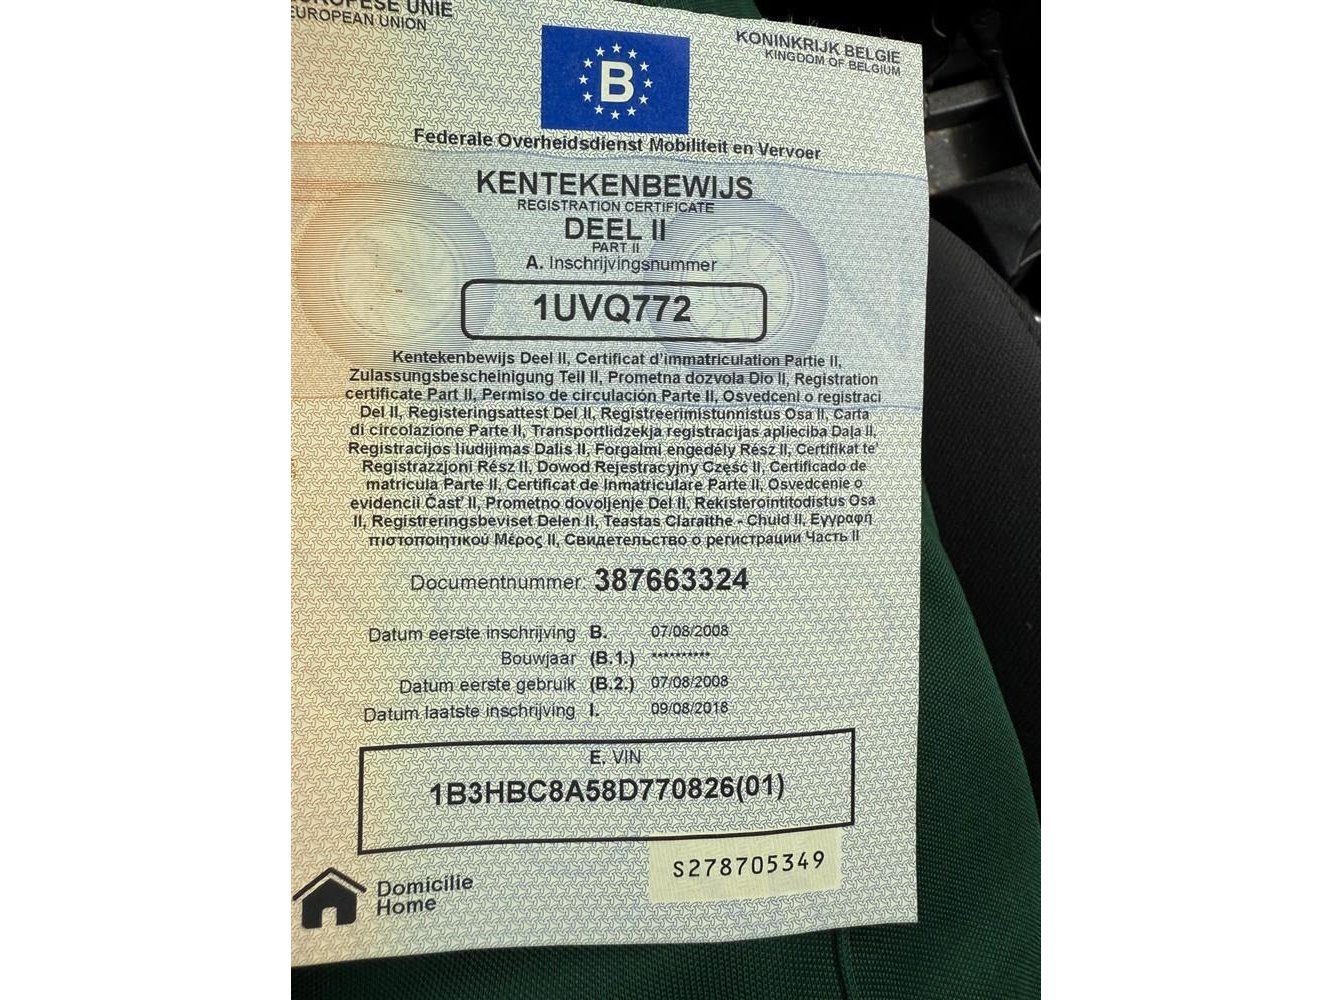 EUROPESE UNIE
EUROPEAN UNION
KONINKRIJK BELGIE
KINGDOM OF BELGIUM
B
Federale Overheidsdienst Mobiliteit en Vervoer
KENTEKENBEWIJS
REGISTRATION CERTIFICATE
DEEL II
PART II
A. Inschrijvingsnummer
1UVQ772
Kentekenbewijs Deel II, Certificat d'immatriculation Partie II,
Zulassungsbescheinigung Teil II, Prometna dozvola Dio II, Registration
certificate Part II, Permiso de circulación Parte II, Osvedceni o registraci
Del II, Registeringsattest Del II, Registreerimistunnistus Osa II, Carta
di circolazione Parte II, Transportlidzekja registracijas aplieciba Daļa II,
Registracijos liudijimas Dalis II, Forgalmi engedély Rész II, Certifikat te'
Registrazzjoni Rész II, Dowod Rejestracyjny Część II, Certificado de
matricula Parte II, Certificat de Inmatriculare Parte II, Osvedcenie o
evidencii Časť II, Prometno dovoljenje Del II, Rekisterointitodistus Osa
II, Registreringsbeviset Delen II, Teastas Claraithe - Chuid II, Εγγραφή
πιστοποιητικού Μέρος II, Свидетельство о регистрации Часть II
Documentnummer 387663324
Datum eerste inschrijving B. 07/08/2008
Bouwjaar (B.1.) **********
Datum eerste gebruik (B.2.) 07/08/2008
Datum laatste inschrijving I. 09/08/2018
E. VIN
1B3HBC8A58D770826(01)
S278705349
Domicilie
Home